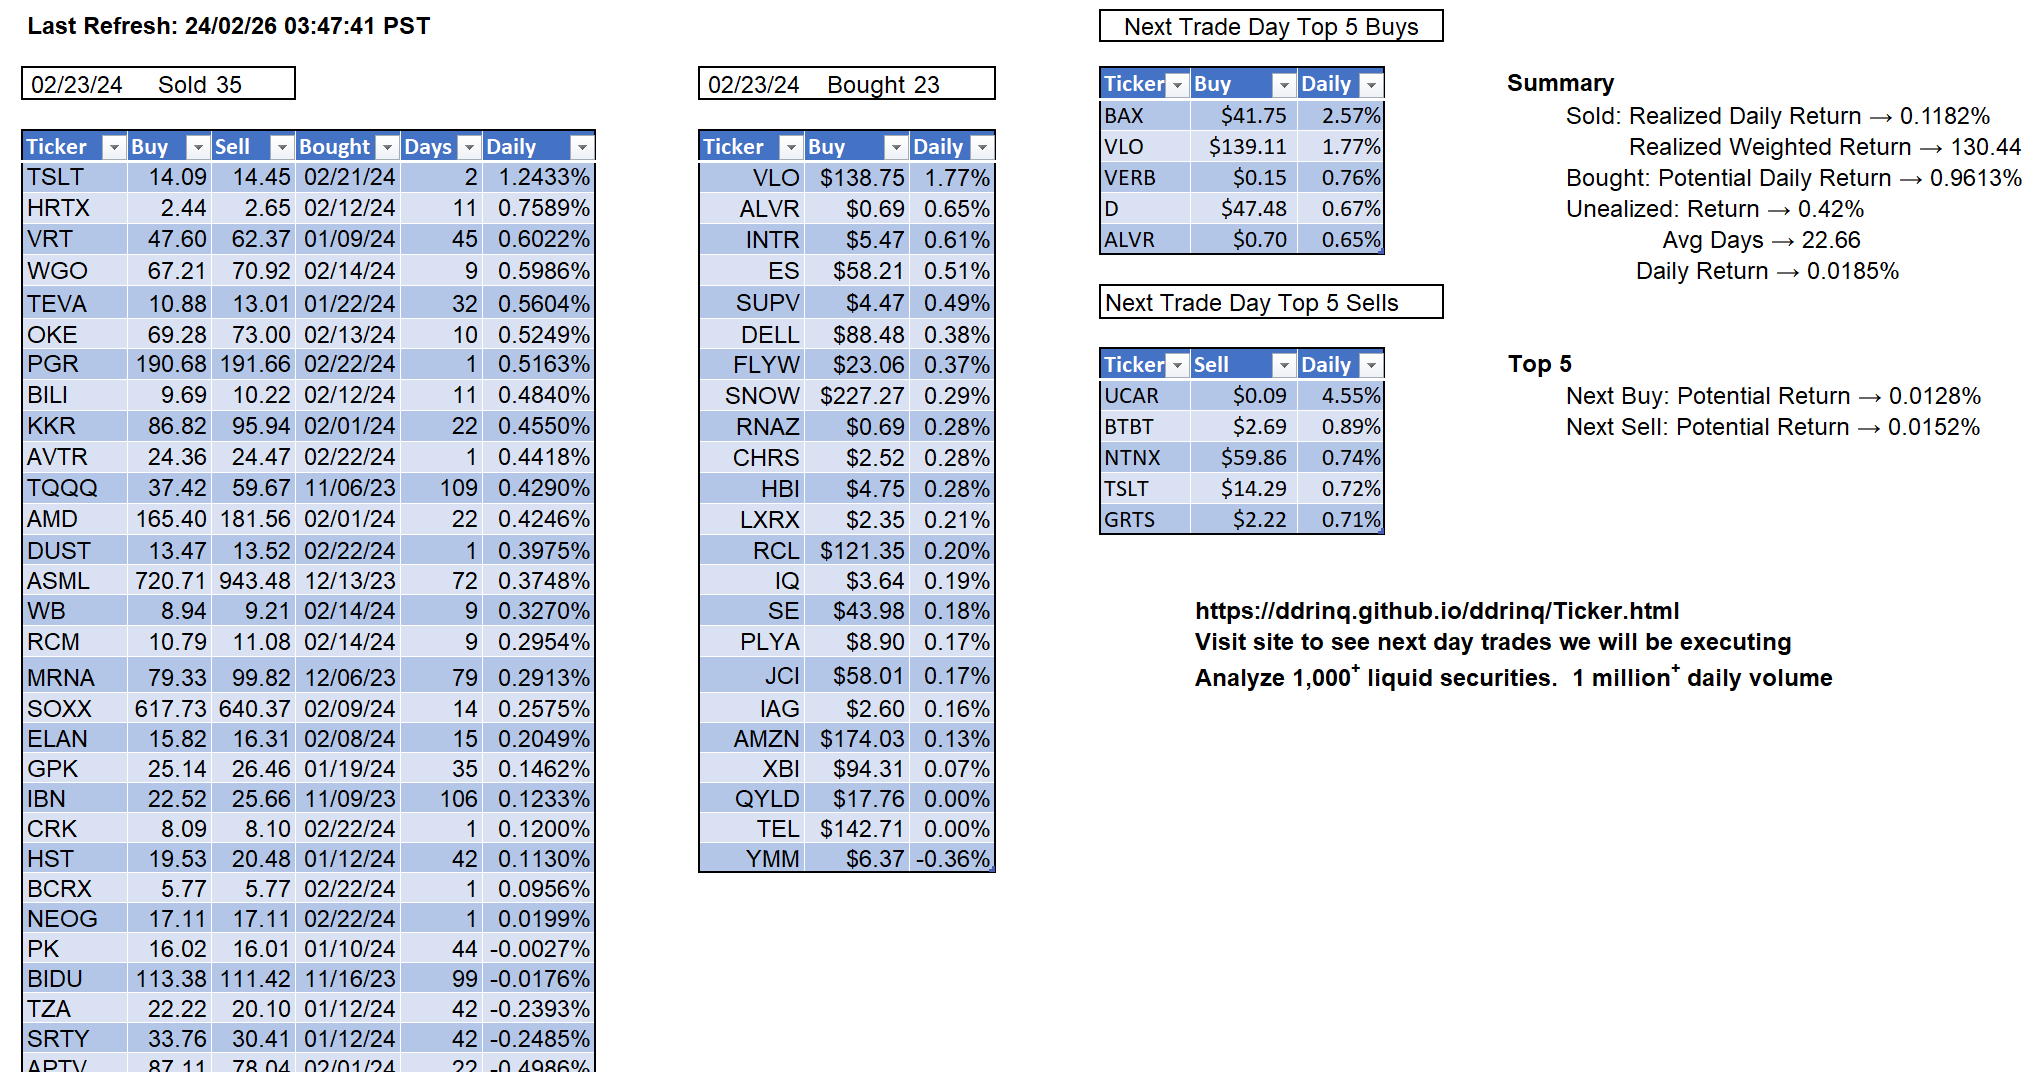 Last Refresh: 24/02/26 03:47:41 PST
02/23/24 Sold 35
Ticker Buy Sell Bought Days Daily
TSLT 14.09 14.45 02/21/24 2 1.2433%
HRTX 2.44 2.65 02/12/24 11 0.7589%
VRT 47.60 62.37 01/09/24 45 0.6022%
WGO 67.21 70.92 02/14/24 9 0.5986%
TEVA 10.88 13.01 01/22/24 32 0.5604%
OKE 69.28 73.00 02/13/24 10 0.5249%
PGR 190.68 191.66 02/22/24 1 0.5163%
BILI 9.69 10.22 02/12/24 11 0.4840%
KKR 86.82 95.94 02/01/24 22 0.4550%
AVTR 24.36 24.47 02/22/24 1 0.4418%
TQQQ 37.42 59.67 11/06/23 109 0.4290%
AMD 165.40 181.56 02/01/24 22 0.4246%
DUST 13.47 13.52 02/22/24 1 0.3975%
ASML 720.71 943.48 12/13/23 72 0.3748%
WB 8.94 9.21 02/14/24 9 0.3270%
RCM 10.79 11.08 02/14/24 9 0.2954%
MRNA 79.33 99.82 12/06/23 79 0.2913%
SOXX 617.73 640.37 02/09/24 14 0.2575%
ELAN 15.82 16.31 02/08/24 15 0.2049%
GPK 25.14 26.46 01/19/24 35 0.1462%
IBN 22.52 25.66 11/09/23 106 0.1233%
CRK 8.09 8.10 02/22/24 1 0.1200%
HST 19.53 20.48 01/12/24 42 0.1130%
BCRX 5.77 5.77 02/22/24 1 0.0956%
NEOG 17.11 17.11 02/22/24 1 0.0199%
PK 16.02 16.01 01/10/24 44 -0.0027%
BIDU 113.38 111.42 11/16/23 99 -0.0176%
TZA 22.22 20.10 01/12/24 42 -0.2393%
SRTY 33.76 30.41 01/12/24 42 -0.2485%
APTV 87.11 78.04 02/01/24 22 -0.4986%
02/23/24 Bought 23
Ticker Buy Daily
VLO $138.75 1.77%
ALVR $0.69 0.65%
INTR $5.47 0.61%
ES $58.21 0.51%
SUPV $4.47 0.49%
DELL $88.48 0.38%
FLYW $23.06 0.37%
SNOW $227.27 0.29%
RNAZ $0.69 0.28%
CHRS $2.52 0.28%
HBI $4.75 0.28%
LXRX $2.35 0.21%
RCL $121.35 0.20%
IQ $3.64 0.19%
SE $43.98 0.18%
PLYA $8.90 0.17%
JCI $58.01 0.17%
IAG $2.60 0.16%
AMZN $174.03 0.13%
XBI $94.31 0.07%
QYLD $17.76 0.00%
TEL $142.71 0.00%
YMM $6.37 -0.36%
Next Trade Day Top 5 Buys
Ticker Buy Daily
BAX $41.75 2.57%
VLO $139.11 1.77%
VERB $0.15 0.76%
D $47.48 0.67%
ALVR $0.70 0.65%
Next Trade Day Top 5 Sells
Ticker Sell Daily
UCAR $0.09 4.55%
BTBT $2.69 0.89%
NTNX $59.86 0.74%
TSLT $14.29 0.72%
GRTS $2.22 0.71%
Summary
Sold: Realized Daily Return → 0.1182%
Realized Weighted Return → 130.44
Bought: Potential Daily Return → 0.9613%
Unealized: Return → 0.42%
Avg Days → 22.66
Daily Return → 0.0185%
Top 5
Next Buy: Potential Return → 0.0128%
Next Sell: Potential Return → 0.0152%
https://ddrinq.github.io/ddrinq/Ticker.html
Visit site to see next day trades we will be executing
Analyze 1,000+ liquid securities. 1 million+ daily volume